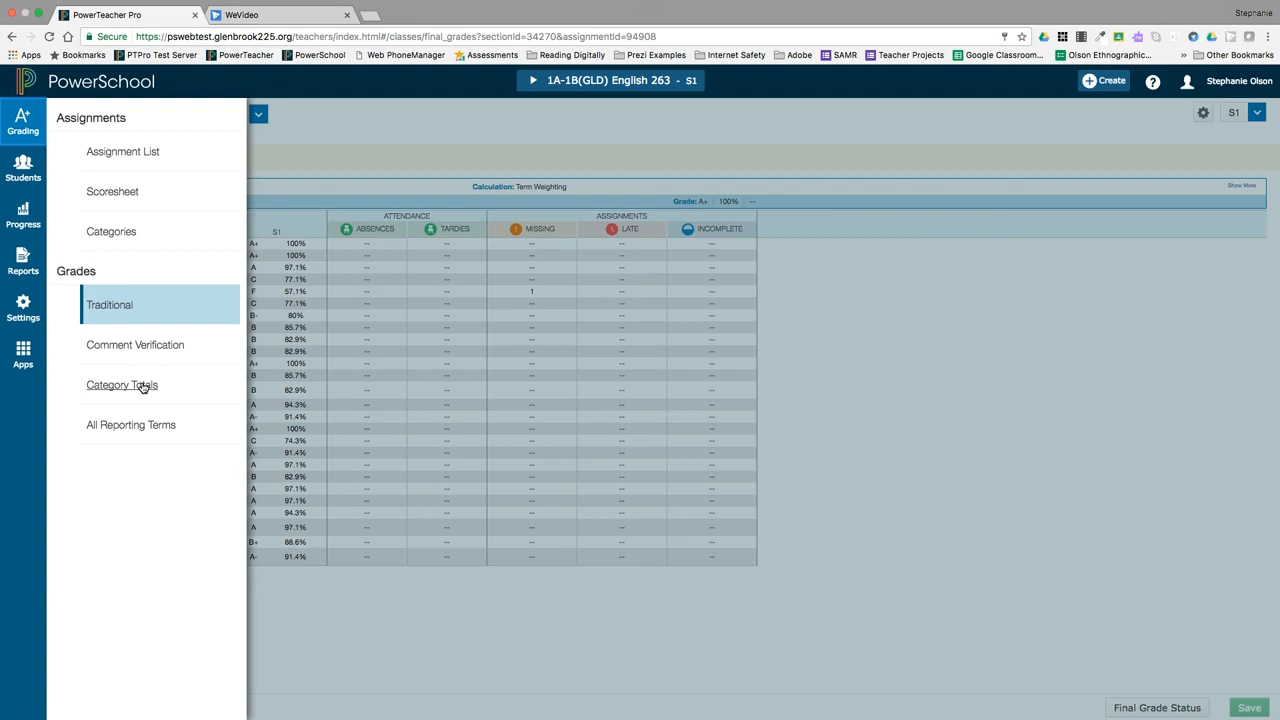 PowerTeacher Pro
WeVideo
Stephanie
Secure
https://pswebtest.glenbrook225.org/teachers/index.html#/classes/final_grades?sectionId=34270&assignmentId=94908
Apps
Bookmarks
PTPro Test Server
PowerTeacher
PowerSchool
Web PhoneManager
Assessments
Reading Digitally
Prezi Examples
Internet Safety
Adobe
SAMR
Teacher Projects
Google Classroom...
Olson Ethnographic...
»
Other Bookmarks
PowerSchool
1A-1B(GLD) English 263 - S1
Create
Stephanie Olson
Grading
Students
Progress
Reports
Settings
Apps
Assignments
Assignment List
Scoresheet
Categories
Grades
Traditional
Comment Verification
Category Totals
All Reporting Terms
S1
Calculation: Term Weighting
Show More
Grade: A+ | 100% | --
ATTENDANCE ASSIGNMENTS
S1 ABSENCES TARDIES MISSING LATE INCOMPLETE
A+ 100% -- -- -- -- --
A+ 100% -- -- -- -- --
A 97.1% -- -- -- -- --
C 77.1% -- -- -- -- --
F 57.1% -- -- 1 -- --
C 77.1% -- -- -- -- --
B- 80% -- -- -- -- --
B 85.7% -- -- -- -- --
B 82.9% -- -- -- -- --
B 82.9% -- -- -- -- --
A+ 100% -- -- -- -- --
B 85.7% -- -- -- -- --
B 82.9% -- -- -- -- --
A 94.3% -- -- -- -- --
A- 91.4% -- -- -- -- --
A+ 100% -- -- -- -- --
C 74.3% -- -- -- -- --
A- 91.4% -- -- -- -- --
A 97.1% -- -- -- -- --
B 82.9% -- -- -- -- --
A 97.1% -- -- -- -- --
A 97.1% -- -- -- -- --
A 94.3% -- -- -- -- --
A 97.1% -- -- -- -- --
B+ 88.6% -- -- -- -- --
A- 91.4% -- -- -- -- --
Final Grade Status
Save